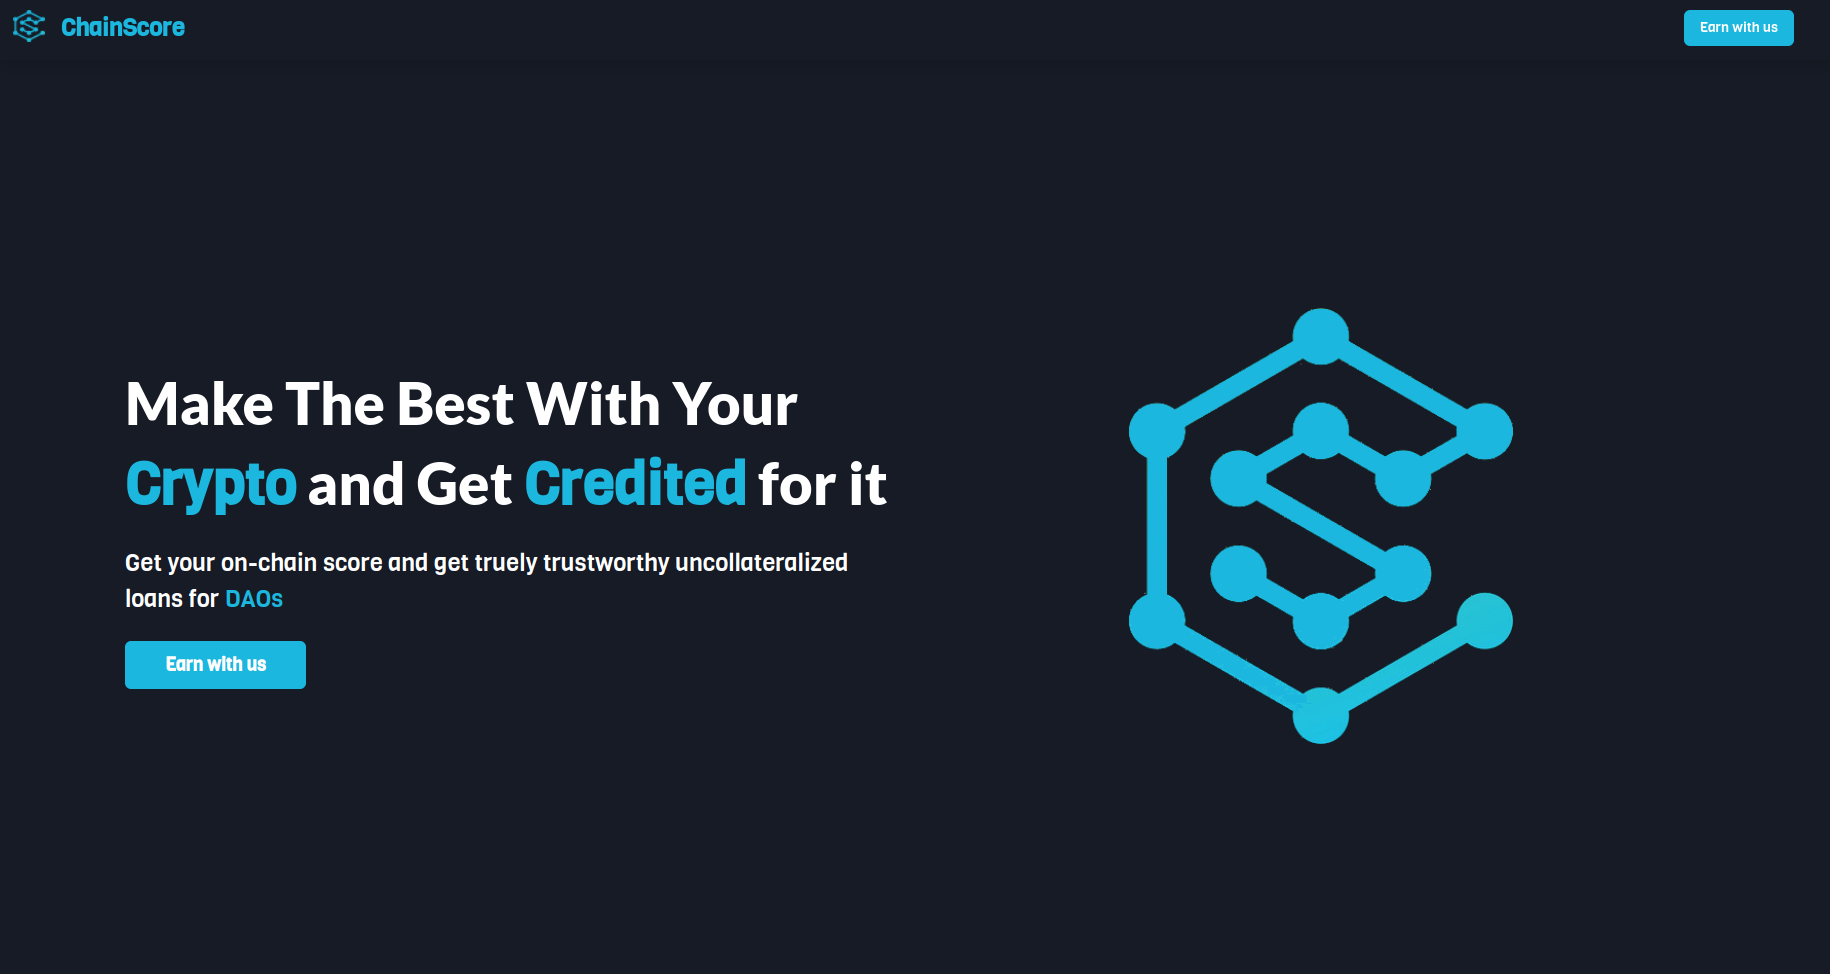 ChainScore
Earn with us
Make The Best With Your
Crypto and Get Credited for it
Get your on-chain score and get truely trustworthy uncollateralized
loans for DAOs
Earn with us